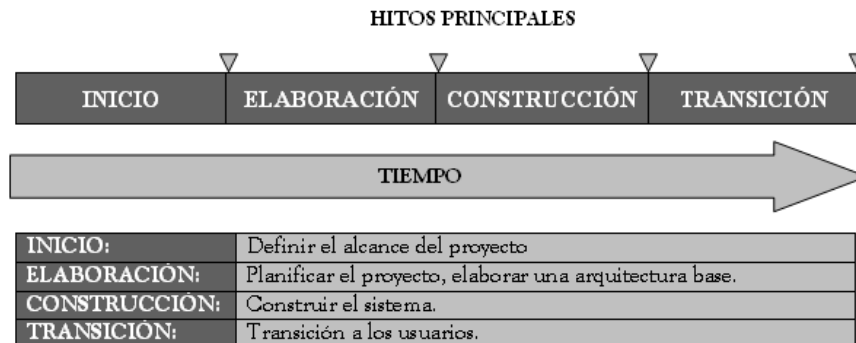 HITOS PRINCIPALES
INICIO ELABORACIÓN CONSTRUCCIÓN TRANSICIÓN
TIEMPO
INICIO: Definir el alcance del proyecto
ELABORACIÓN: Planificar el proyecto, elaborar una arquitectura base.
CONSTRUCCIÓN: Construir el sistema.
TRANSICIÓN: Transición a los usuarios.